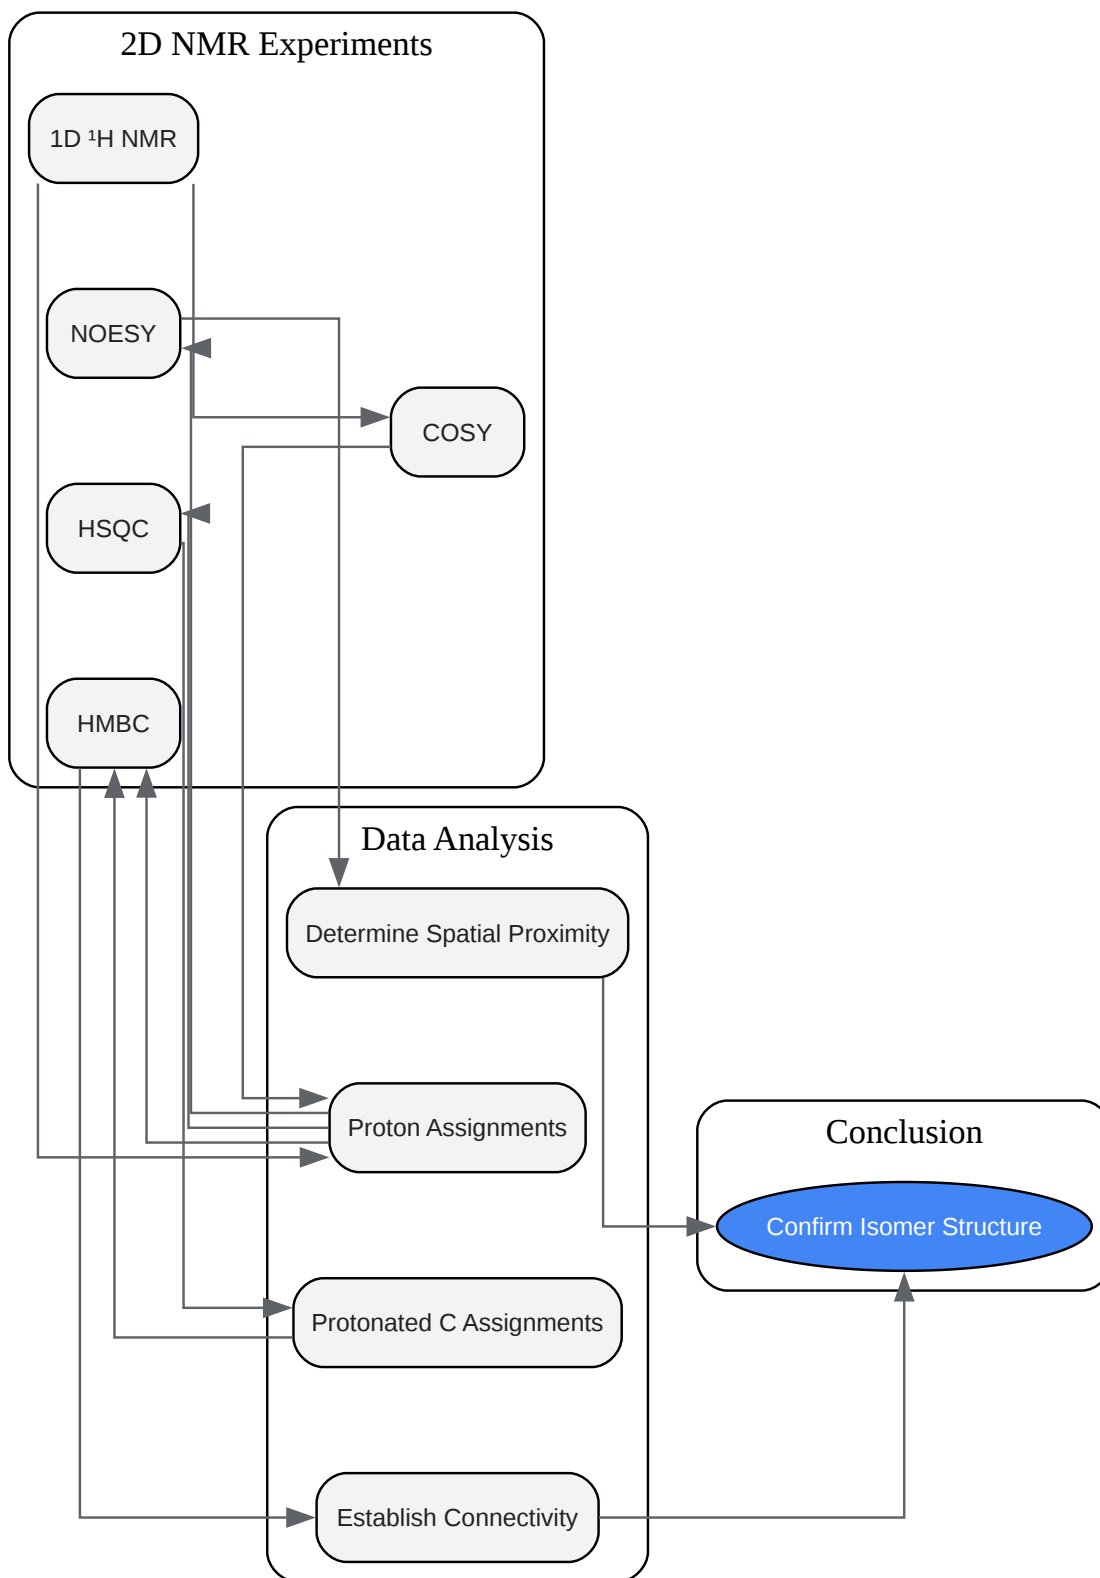 2D NMR Experiments
1D ¹H NMR
NOESY
COSY
HSQC
HMBC
Data Analysis
Determine Spatial Proximity
Proton Assignments
Conclusion
Confirm Isomer Structure
Protonated C Assignments
Establish Connectivity